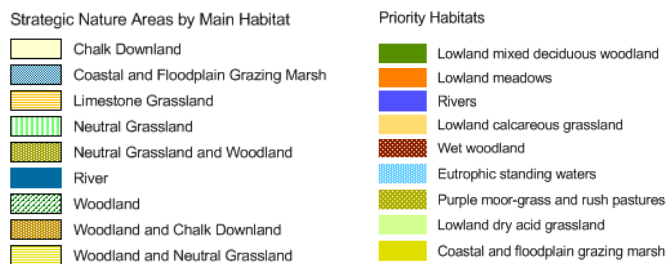 Strategic Nature Areas by Main Habitat
Chalk Downland
Coastal and Floodplain Grazing Marsh
Limestone Grassland
Neutral Grassland
Neutral Grassland and Woodland
River
Woodland
Woodland and Chalk Downland
Woodland and Neutral Grassland
Priority Habitats
Lowland mixed deciduous woodland
Lowland meadows
Rivers
Lowland calcareous grassland
Wet woodland
Eutrophic standing waters
Purple moor-grass and rush pastures
Lowland dry acid grassland
Coastal and floodplain grazing marsh